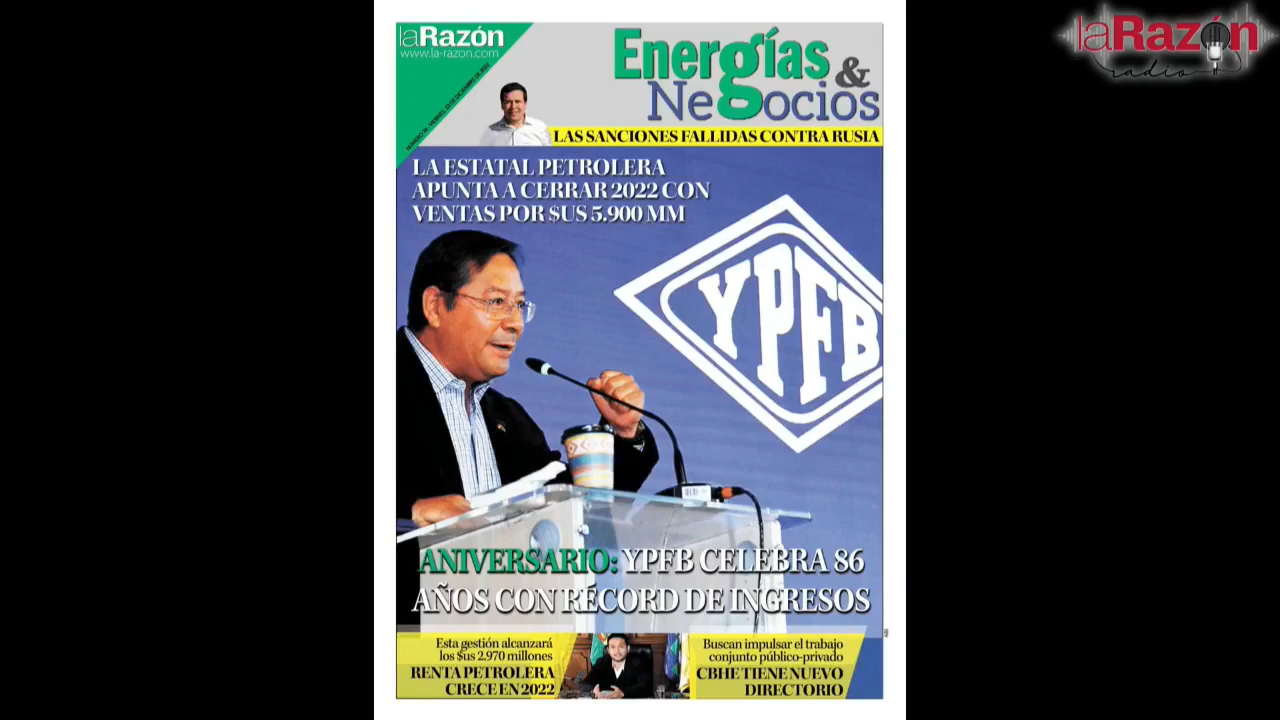 laRazón
radio
laRazón
www.la-razon.com
Energías
& Negocios
LAS SANCIONES FALLIDAS CONTRA RUSIA
LA ESTATAL PETROLERA
APUNTA A CERRAR 2022 CON
VENTAS POR $US 5.900 MM
YPFB
ANIVERSARIO: YPFB CELEBRA 86
AÑOS CON RÉCORD DE INGRESOS
ABI
Esta gestión alcanzará
los $us 2.970 millones
RENTA PETROLERA
CRECE EN 2022
Buscan impulsar el trabajo
conjunto público-privado
CBHE TIENE NUEVO
DIRECTORIO